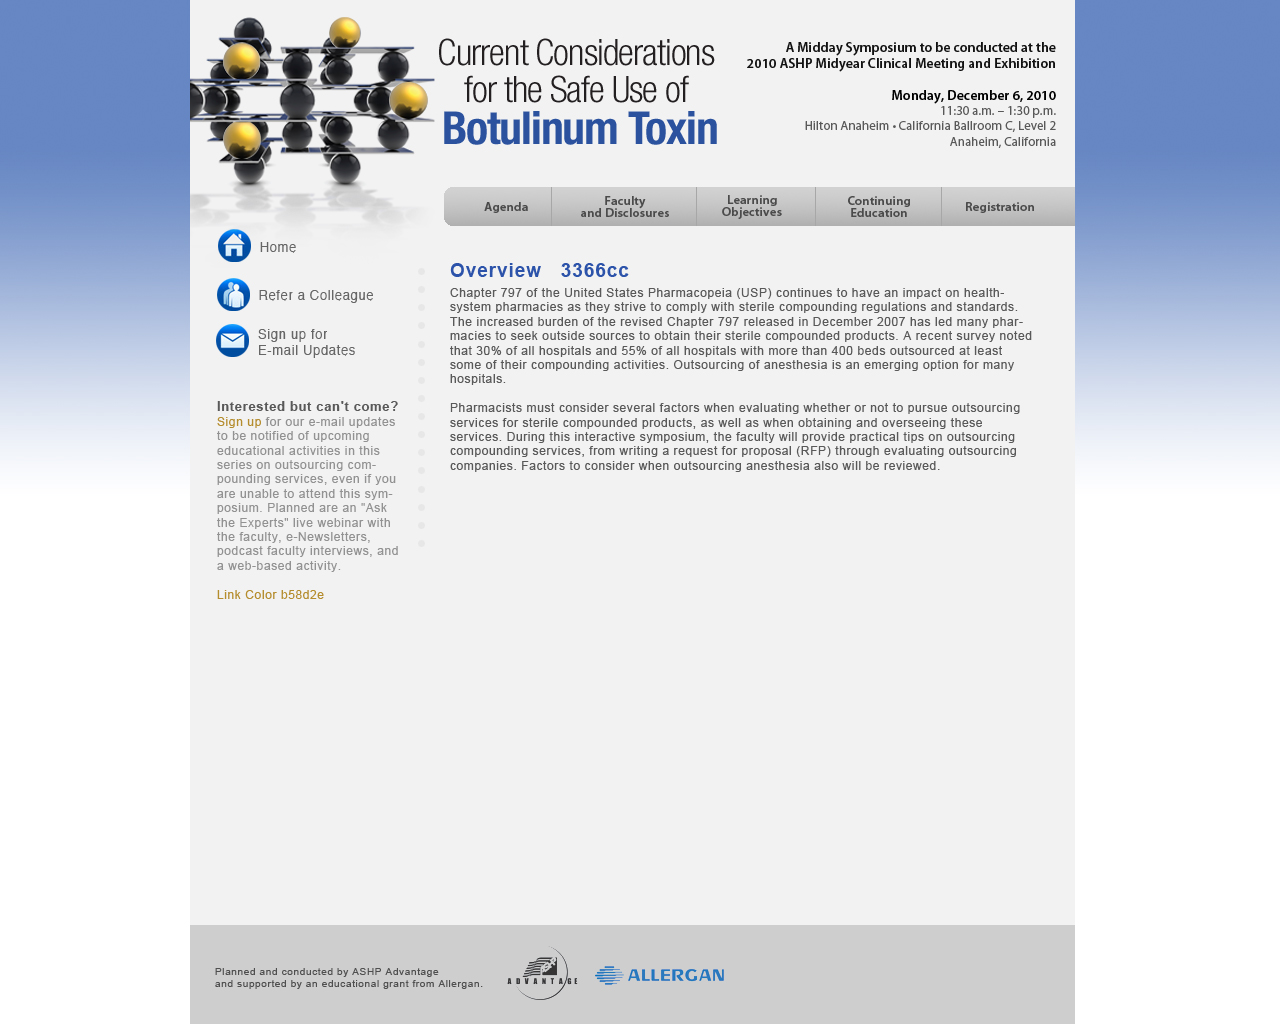 Current Considerations
for the Safe Use of
Botulinum Toxin
A Midday Symposium to be conducted at the
2010 ASHP Midyear Clinical Meeting and Exhibition
Monday, December 6, 2010
11:30 a.m. – 1:30 p.m.
Hilton Anaheim • California Ballroom C, Level 2
Anaheim, California
Agenda
Faculty
and Disclosures
Learning
Objectives
Continuing
Education
Registration
Home
Refer a Colleague
Sign up for
E-mail Updates
Interested but can't come?
Sign up for our e-mail updates
to be notified of upcoming
educational activities in this
series on outsourcing com-
pounding services, even if you
are unable to attend this sym-
posium. Planned are an "Ask
the Experts" live webinar with
the faculty, e-Newsletters,
podcast faculty interviews, and
a web-based activity.
Link Color b58d2e
Overview 3366cc
Chapter 797 of the United States Pharmacopeia (USP) continues to have an impact on health-
system pharmacies as they strive to comply with sterile compounding regulations and standards.
The increased burden of the revised Chapter 797 released in December 2007 has led many phar-
macies to seek outside sources to obtain their sterile compounded products. A recent survey noted
that 30% of all hospitals and 55% of all hospitals with more than 400 beds outsourced at least
some of their compounding activities. Outsourcing of anesthesia is an emerging option for many
hospitals.
Pharmacists must consider several factors when evaluating whether or not to pursue outsourcing
services for sterile compounded products, as well as when obtaining and overseeing these
services. During this interactive symposium, the faculty will provide practical tips on outsourcing
compounding services, from writing a request for proposal (RFP) through evaluating outsourcing
companies. Factors to consider when outsourcing anesthesia also will be reviewed.
Planned and conducted by ASHP Advantage
and supported by an educational grant from Allergan.
ADVANTAGE
ALLERGAN